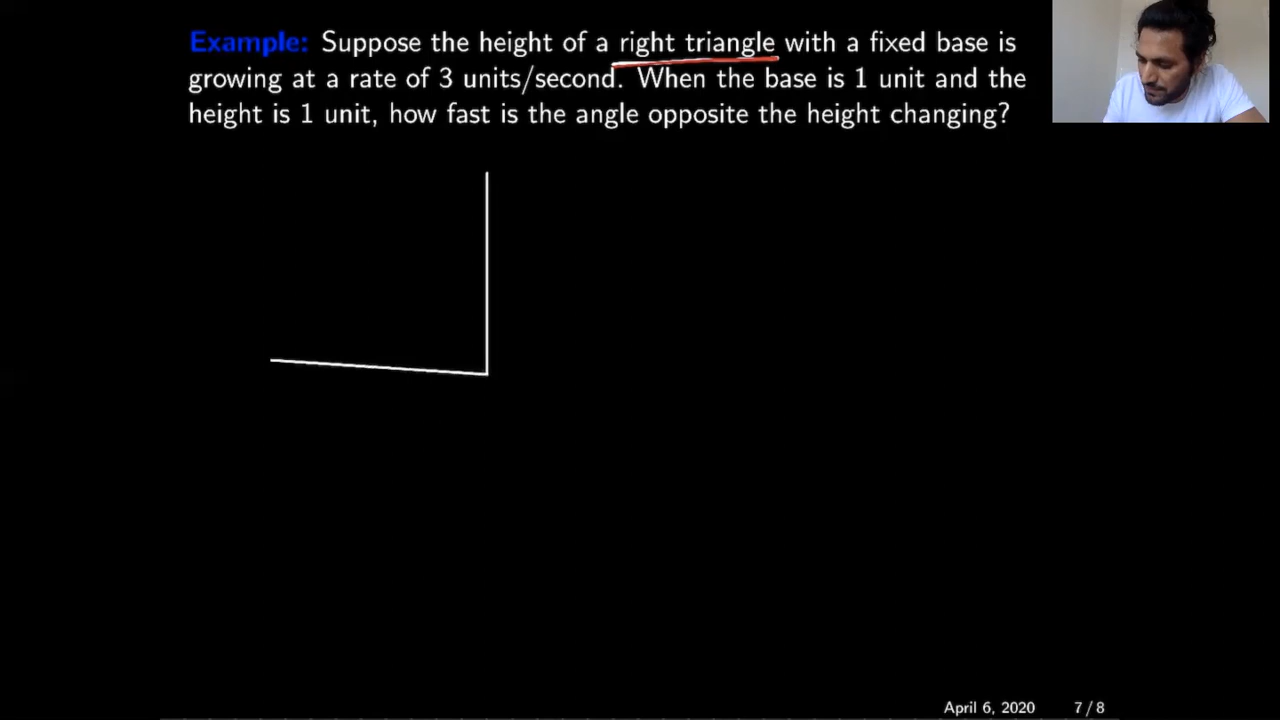 Example: Suppose the height of a right triangle with a fixed base is
growing at a rate of 3 units/second. When the base is 1 unit and the
height is 1 unit, how fast is the angle opposite the height changing?
April 6, 2020 7 / 8